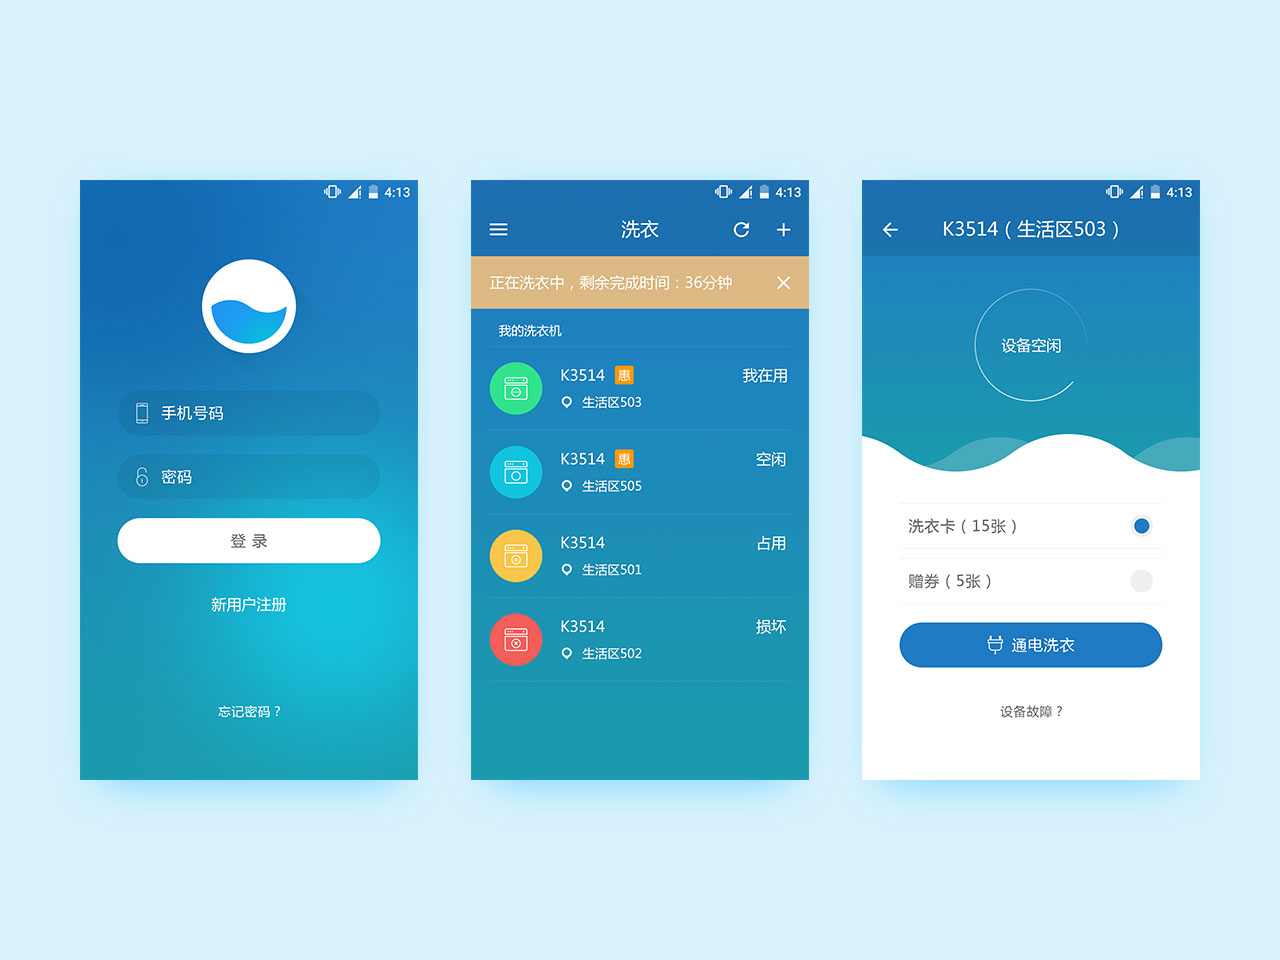 4:13
手机号码
密码
登 录
新用户注册
忘记密码？
4:13
洗衣
正在洗衣中，剩余完成时间：36分钟
我的洗衣机
K3514 惠 我在用
生活区503
K3514 惠 空闲
生活区505
K3514 占用
生活区501
K3514 损坏
生活区502
4:13
K3514（生活区503）
设备空闲
洗衣卡（15张）
赠券（5张）
通电洗衣
设备故障？